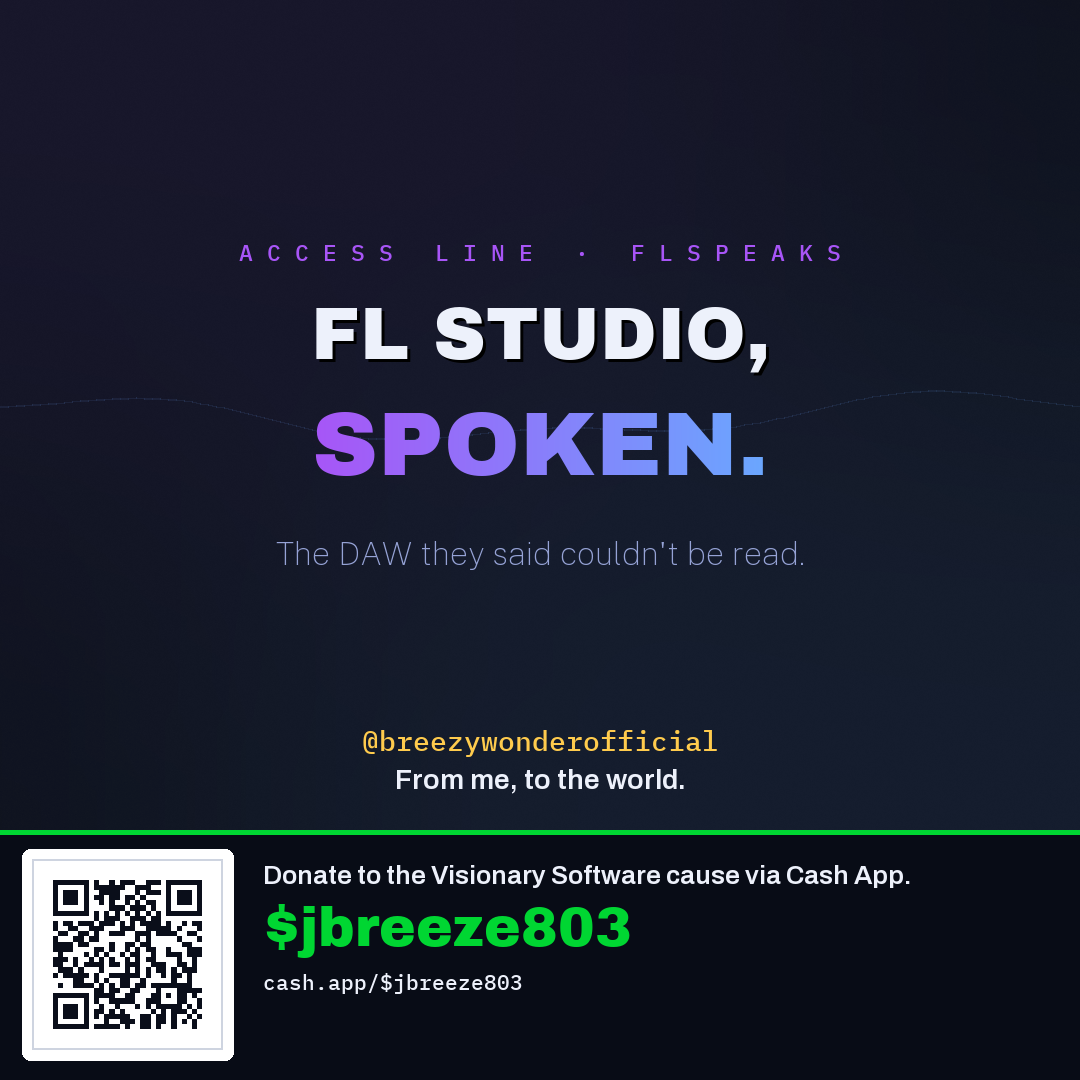 ACCESS LINE · FLSPEAKS
FL STUDIO,
SPOKEN.
The DAW they said couldn't be read.
@breezywonderofficial
From me, to the world.
Donate to the Visionary Software cause via Cash App.
$jbreeze803
cash.app/$jbreeze803